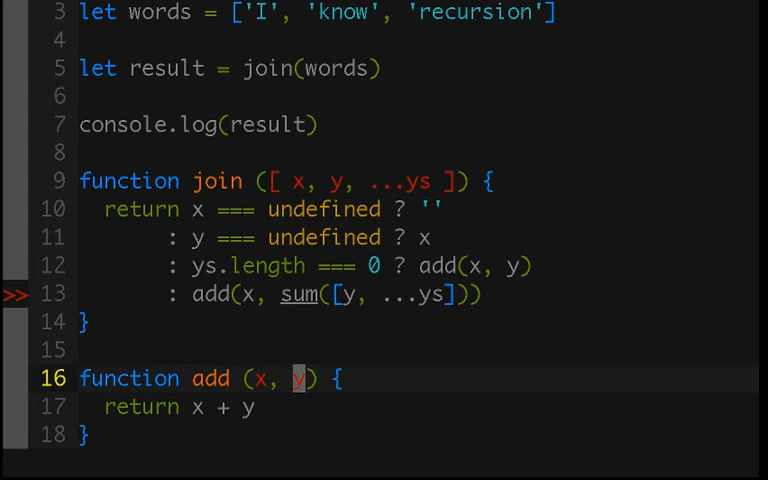 3 let words = ['I', 'know', 'recursion']
4
5 let result = join(words)
6
7 console.log(result)
8
9 function join ([ x, y, ...ys ]) {
10 return x === undefined ? ''
11 : y === undefined ? x
12 : ys.length === 0 ? add(x, y)
>> 13 : add(x, sum([y, ...ys]))
14 }
15
16 function add (x, y) {
17 return x + y
18 }